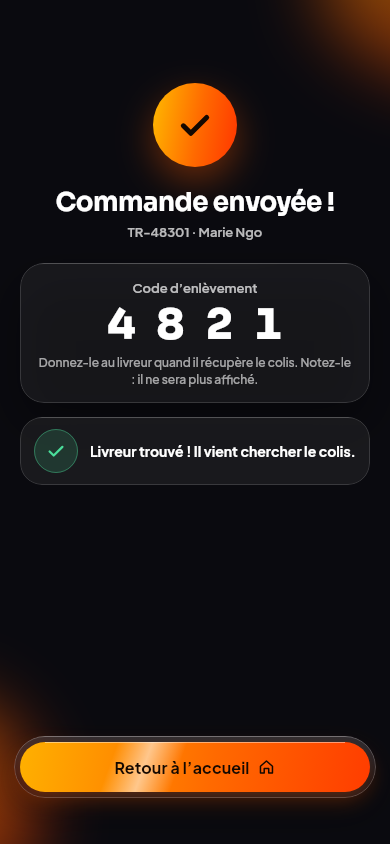 Commande envoyée !
TR-48301 · Marie Ngo
Code d’enlèvement
4 8 2 1
Donnez-le au livreur quand il récupère le colis. Notez-le
: il ne sera plus affiché.
Livreur trouvé ! Il vient chercher le colis.
Retour à l’accueil